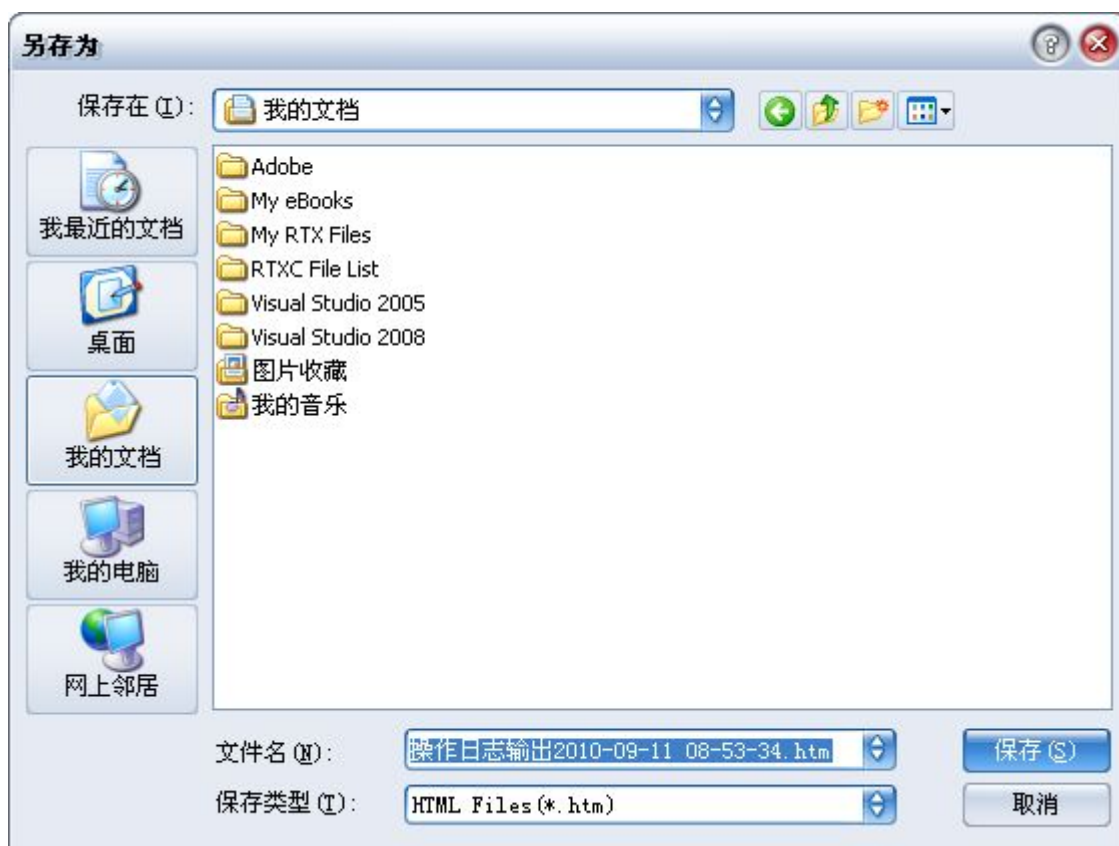 另存为
保存在(I):
我的文档
我最近的文档
桌面
我的文档
我的电脑
网上邻居
Adobe
My eBooks
My RTX Files
RTXC File List
Visual Studio 2005
Visual Studio 2008
图片收藏
我的音乐
文件名(N):
操作日志输出2010-09-11 08-53-34.htm
保存(S)
保存类型(T):
HTML Files(*.htm)
取消